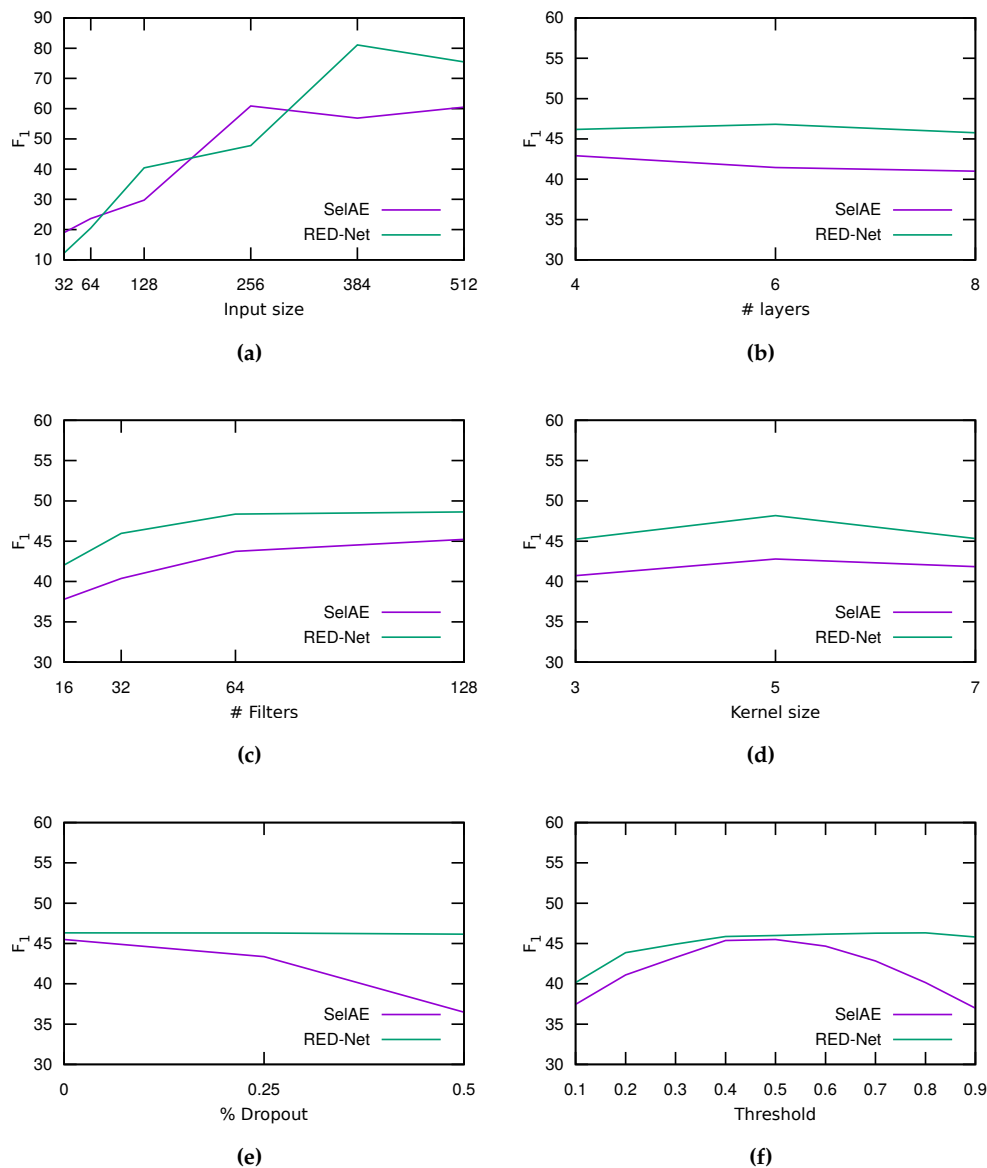 90
80
70
60
50
40
30
20
10
F1
SelAE
RED-Net
32 64 128 256 384 512
Input size
(a)
60
55
50
45
40
35
30
F1
SelAE
RED-Net
4 6 8
# layers
(b)
60
55
50
45
40
35
30
F1
SelAE
RED-Net
16 32 64 128
# Filters
(c)
60
55
50
45
40
35
30
F1
SelAE
RED-Net
3 5 7
Kernel size
(d)
60
55
50
45
40
35
30
F1
SelAE
RED-Net
0 0.25 0.5
% Dropout
(e)
60
55
50
45
40
35
30
F1
SelAE
RED-Net
0.1 0.2 0.3 0.4 0.5 0.6 0.7 0.8 0.9
Threshold
(f)